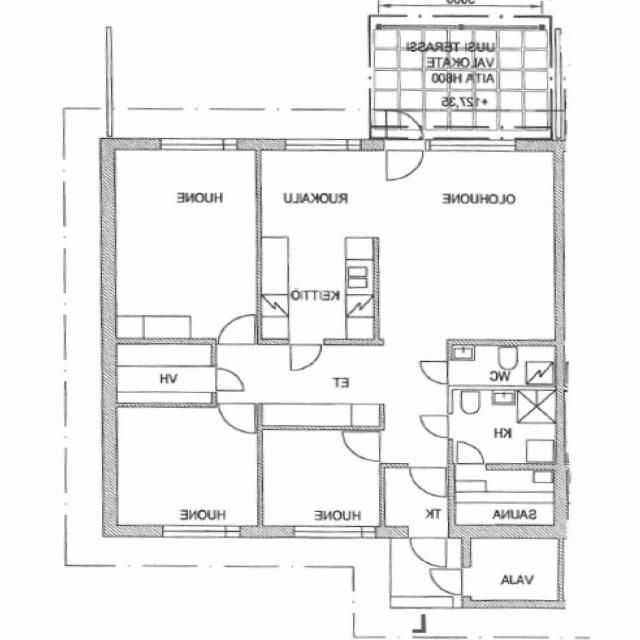 5000
UUSI TERASSI
VALOKATE
AITA H800
+127,35
HUONE
RUOKAILU
OLOHUONE
KEITTIÖ
VH
ET
WC
KH
HUONE
HUONE
TK
SAUNA
VAJA
L